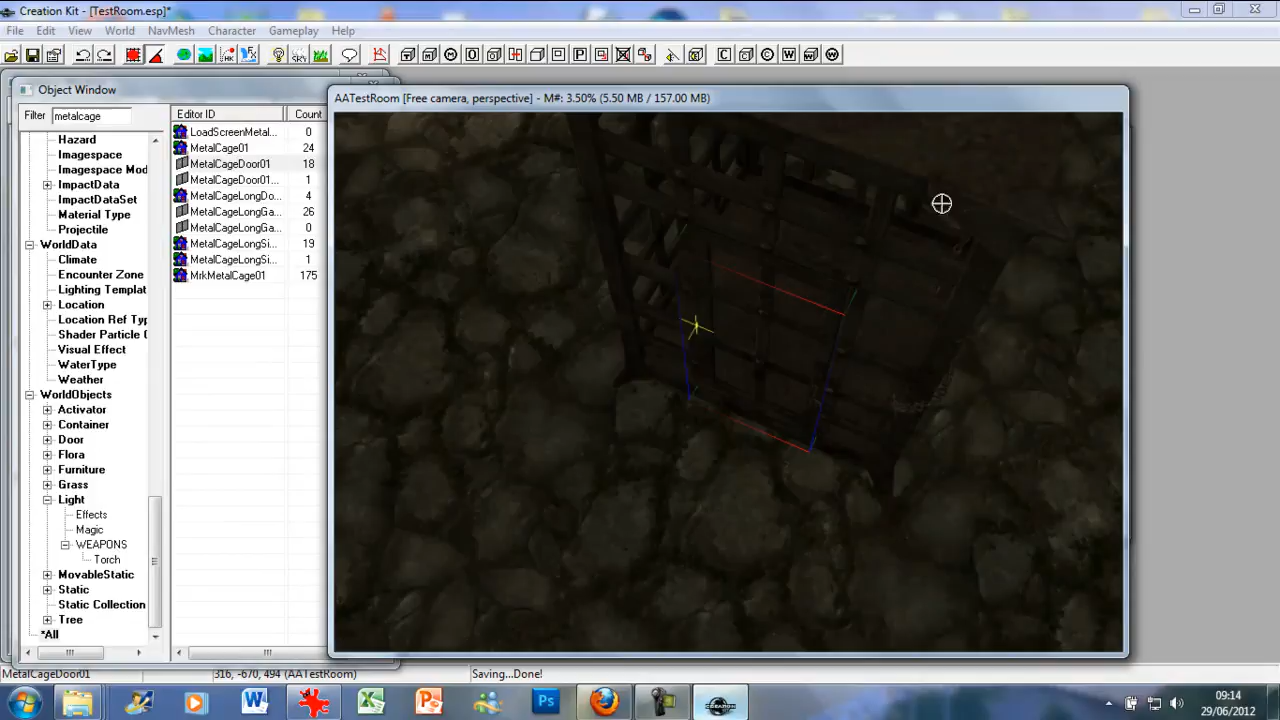 Creation Kit - [TestRoom.esp]*
File Edit View World NavMesh Character Gameplay Help
Object Window
Filter metalcage
Hazard
Imagespace
Imagespace Mod
ImpactData
ImpactDataSet
Material Type
Projectile
WorldData
Climate
Encounter Zone
Lighting Templat
Location
Location Ref Typ
Shader Particle G
Visual Effect
WaterType
Weather
WorldObjects
Activator
Container
Door
Flora
Furniture
Grass
Light
Effects
Magic
WEAPONS
Torch
MovableStatic
Static
Static Collection
Tree
*All
Editor ID Count
LoadScreenMetal... 0
MetalCage01 24
MetalCageDoor01 18
MetalCageDoor01... 1
MetalCageLongDo... 4
MetalCageLongGa... 26
MetalCageLongGa... 0
MetalCageLongSi... 19
MetalCageLongSi... 1
MrkMetalCage01 175
AATestRoom [Free camera, perspective] - M#: 3.50% (5.50 MB / 157.00 MB)
MetalCageDoor01 316, -670, 494 (AATestRoom) Saving...Done!
Ps
CREATION
09:14
29/06/2012